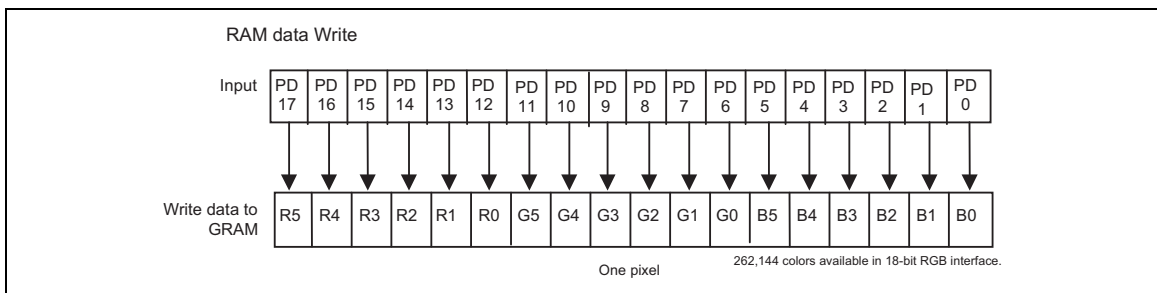 RAM data Write
Input
PD PD PD PD PD PD PD PD PD PD PD PD PD PD PD PD PD PD
17 16 15 14 13 12 11 10 9 8 7 6 5 4 3 2 1 0
Write data to
GRAM
R5 R4 R3 R2 R1 R0 G5 G4 G3 G2 G1 G0 B5 B4 B3 B2 B1 B0
One pixel
262,144 colors available in 18-bit RGB interface.